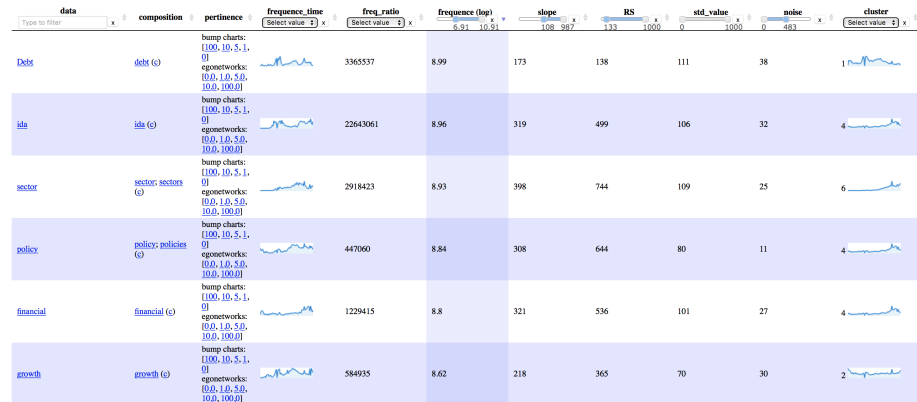 data composition pertinence frequence_time freq_ratio frequence (log) slope RS std_value noise cluster
Type to filter x Select value x Select value x x x x x x Select value x
6.91 10.91 108 987 133 1000 0 1000 0 483
bump charts:
[100, 10, 5, 1,
0]
Debt debt (c) 3365537 8.99 173 138 111 38 1
egonetworks:
[0.0, 1.0, 5.0,
10.0, 100.0]
bump charts:
[100, 10, 5, 1,
0]
ida ida (c) 22643061 8.96 319 499 106 32 4
egonetworks:
[0.0, 1.0, 5.0,
10.0, 100.0]
bump charts:
[100, 10, 5, 1,
0]
sector sector; sectors (c) 2918423 8.93 398 744 109 25 6
egonetworks:
[0.0, 1.0, 5.0,
10.0, 100.0]
bump charts:
[100, 10, 5, 1,
0]
policy policy; policies (c) 447060 8.84 308 644 80 11 4
egonetworks:
[0.0, 1.0, 5.0,
10.0, 100.0]
bump charts:
[100, 10, 5, 1,
0]
financial financial (c) 1229415 8.8 321 536 101 27 4
egonetworks:
[0.0, 1.0, 5.0,
10.0, 100.0]
bump charts:
[100, 10, 5, 1,
0]
growth growth (c) 584935 8.62 218 365 70 30 2
egonetworks:
[0.0, 1.0, 5.0,
10.0, 100.0]